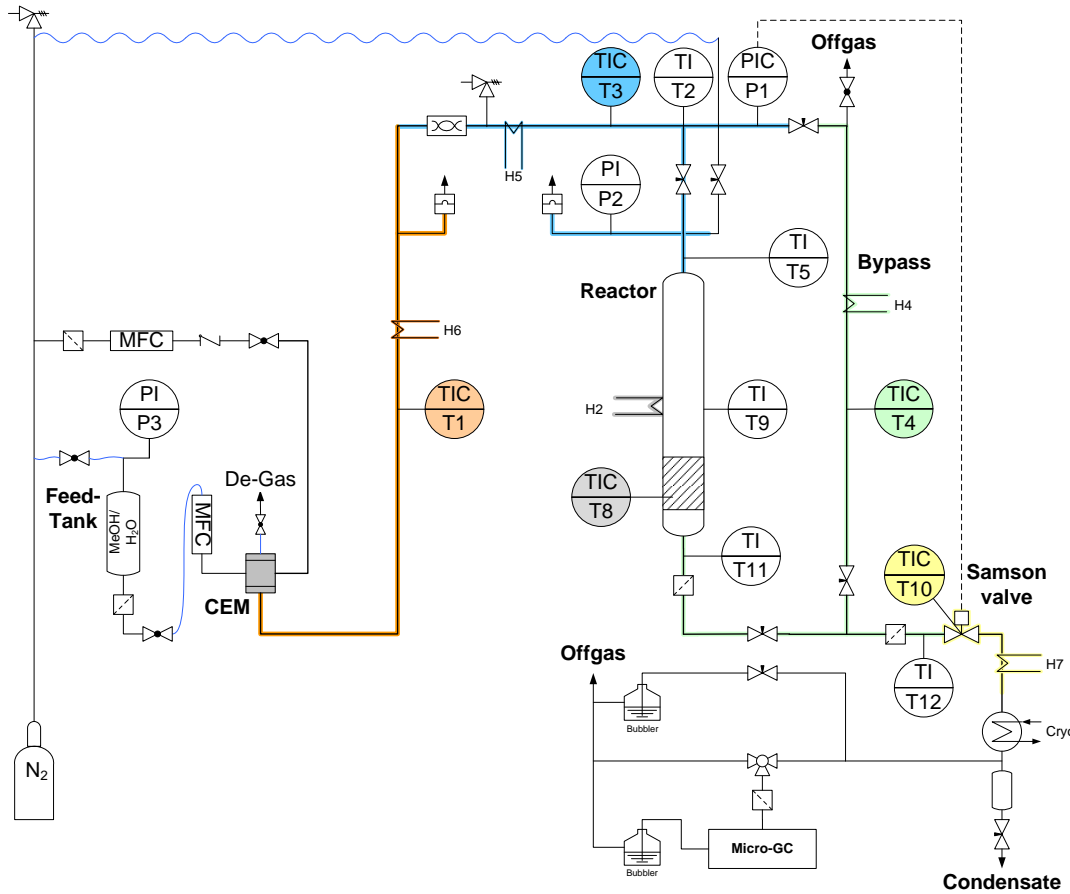 Offgas
TIC
T3
TI
T2
PIC
P1
H5
PI
P2
TI
T5
Bypass
Reactor
H4
MFC
H6
PI
P3
TIC
T1
H2
TI
T9
TIC
T4
De-Gas
Feed-
Tank
MeOH/
H2O
MFC
TIC
T8
CEM
TI
T11
TIC
T10
Samson
valve
Offgas
TI
T12
H7
Bubbler
Cryo
N2
Micro-GC
Bubbler
Condensate